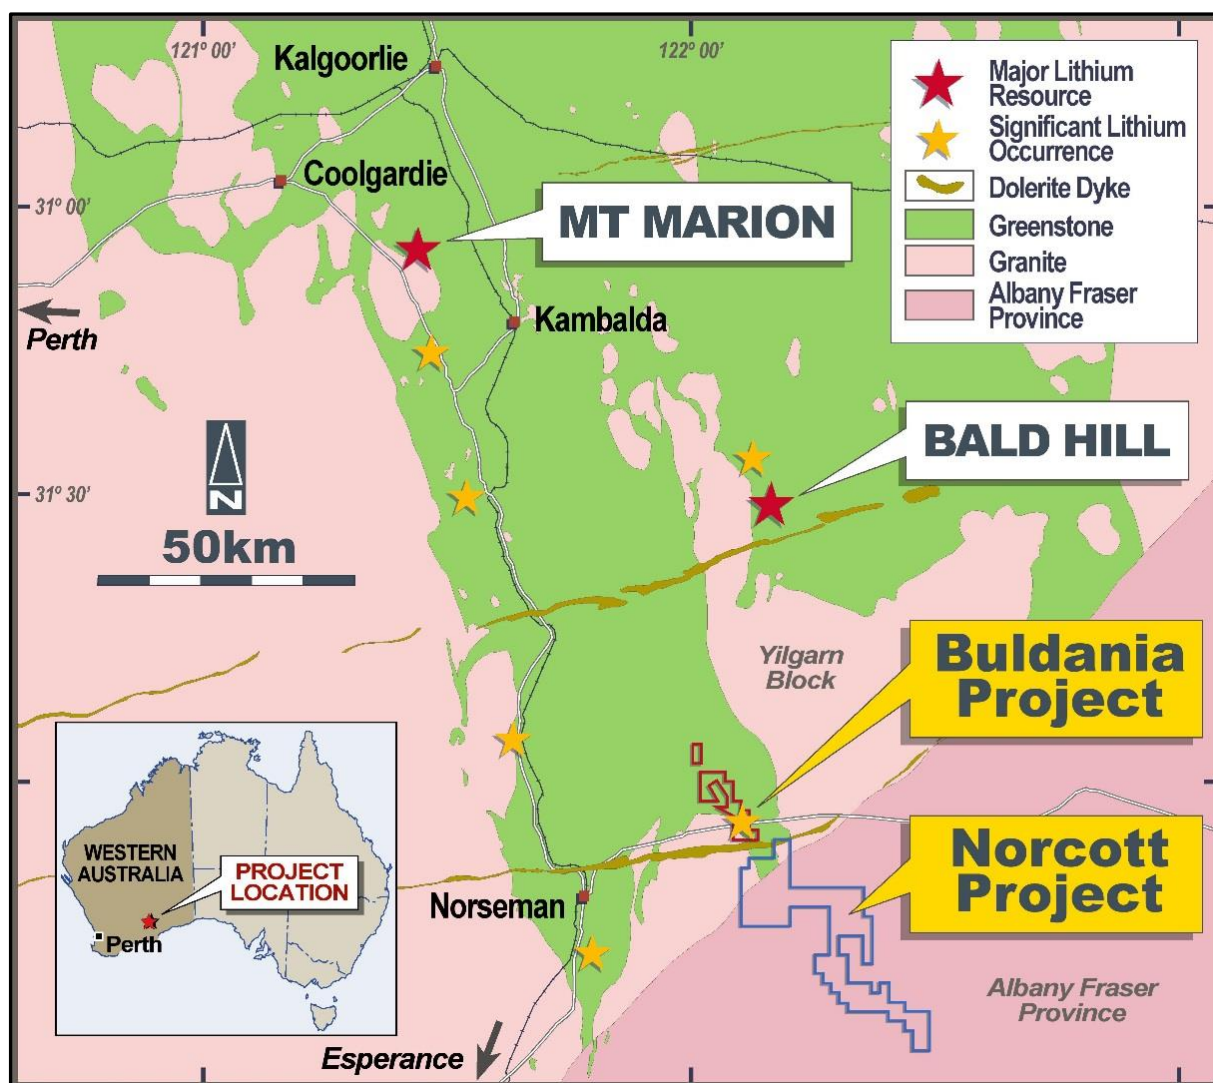 121° 00'
122° 00'
Kalgoorlie
Coolgardie
31° 00'
MT MARION
Perth
Kambalda
Major Lithium
Resource
Significant Lithium
Occurrence
Dolerite Dyke
Greenstone
Granite
Albany Fraser
Province
N
31° 30'
50km
BALD HILL
Yilgarn
Block
Buldania
Project
Norcott
Project
WESTERN
AUSTRALIA
PROJECT
LOCATION
Perth
Norseman
Albany Fraser
Province
Esperance